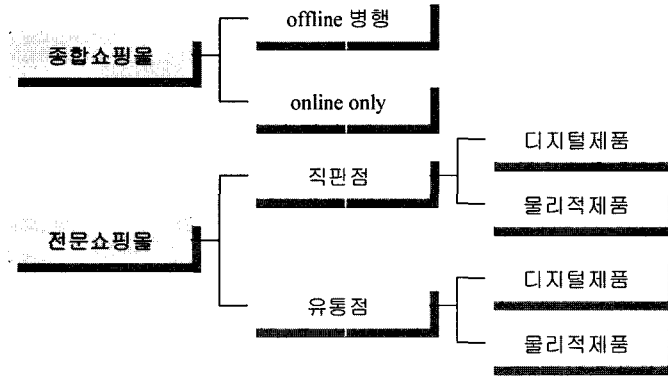 offline 병행
종합쇼핑몰
online only
직판점
디지털제품
물리적제품
전문쇼핑몰
유통점
디지털제품
물리적제품